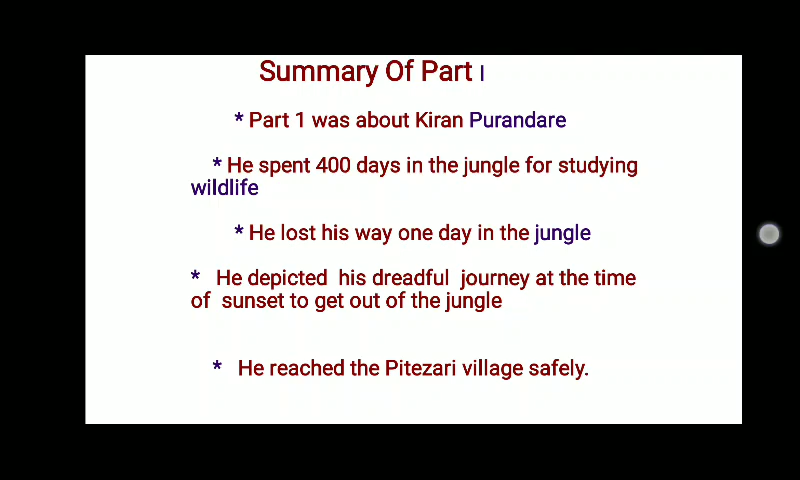 Summary Of Part I
* Part 1 was about Kiran Purandare
* He spent 400 days in the jungle for studying
wildlife
* He lost his way one day in the jungle
* He depicted his dreadful journey at the time
of sunset to get out of the jungle
* He reached the Pitezari village safely.